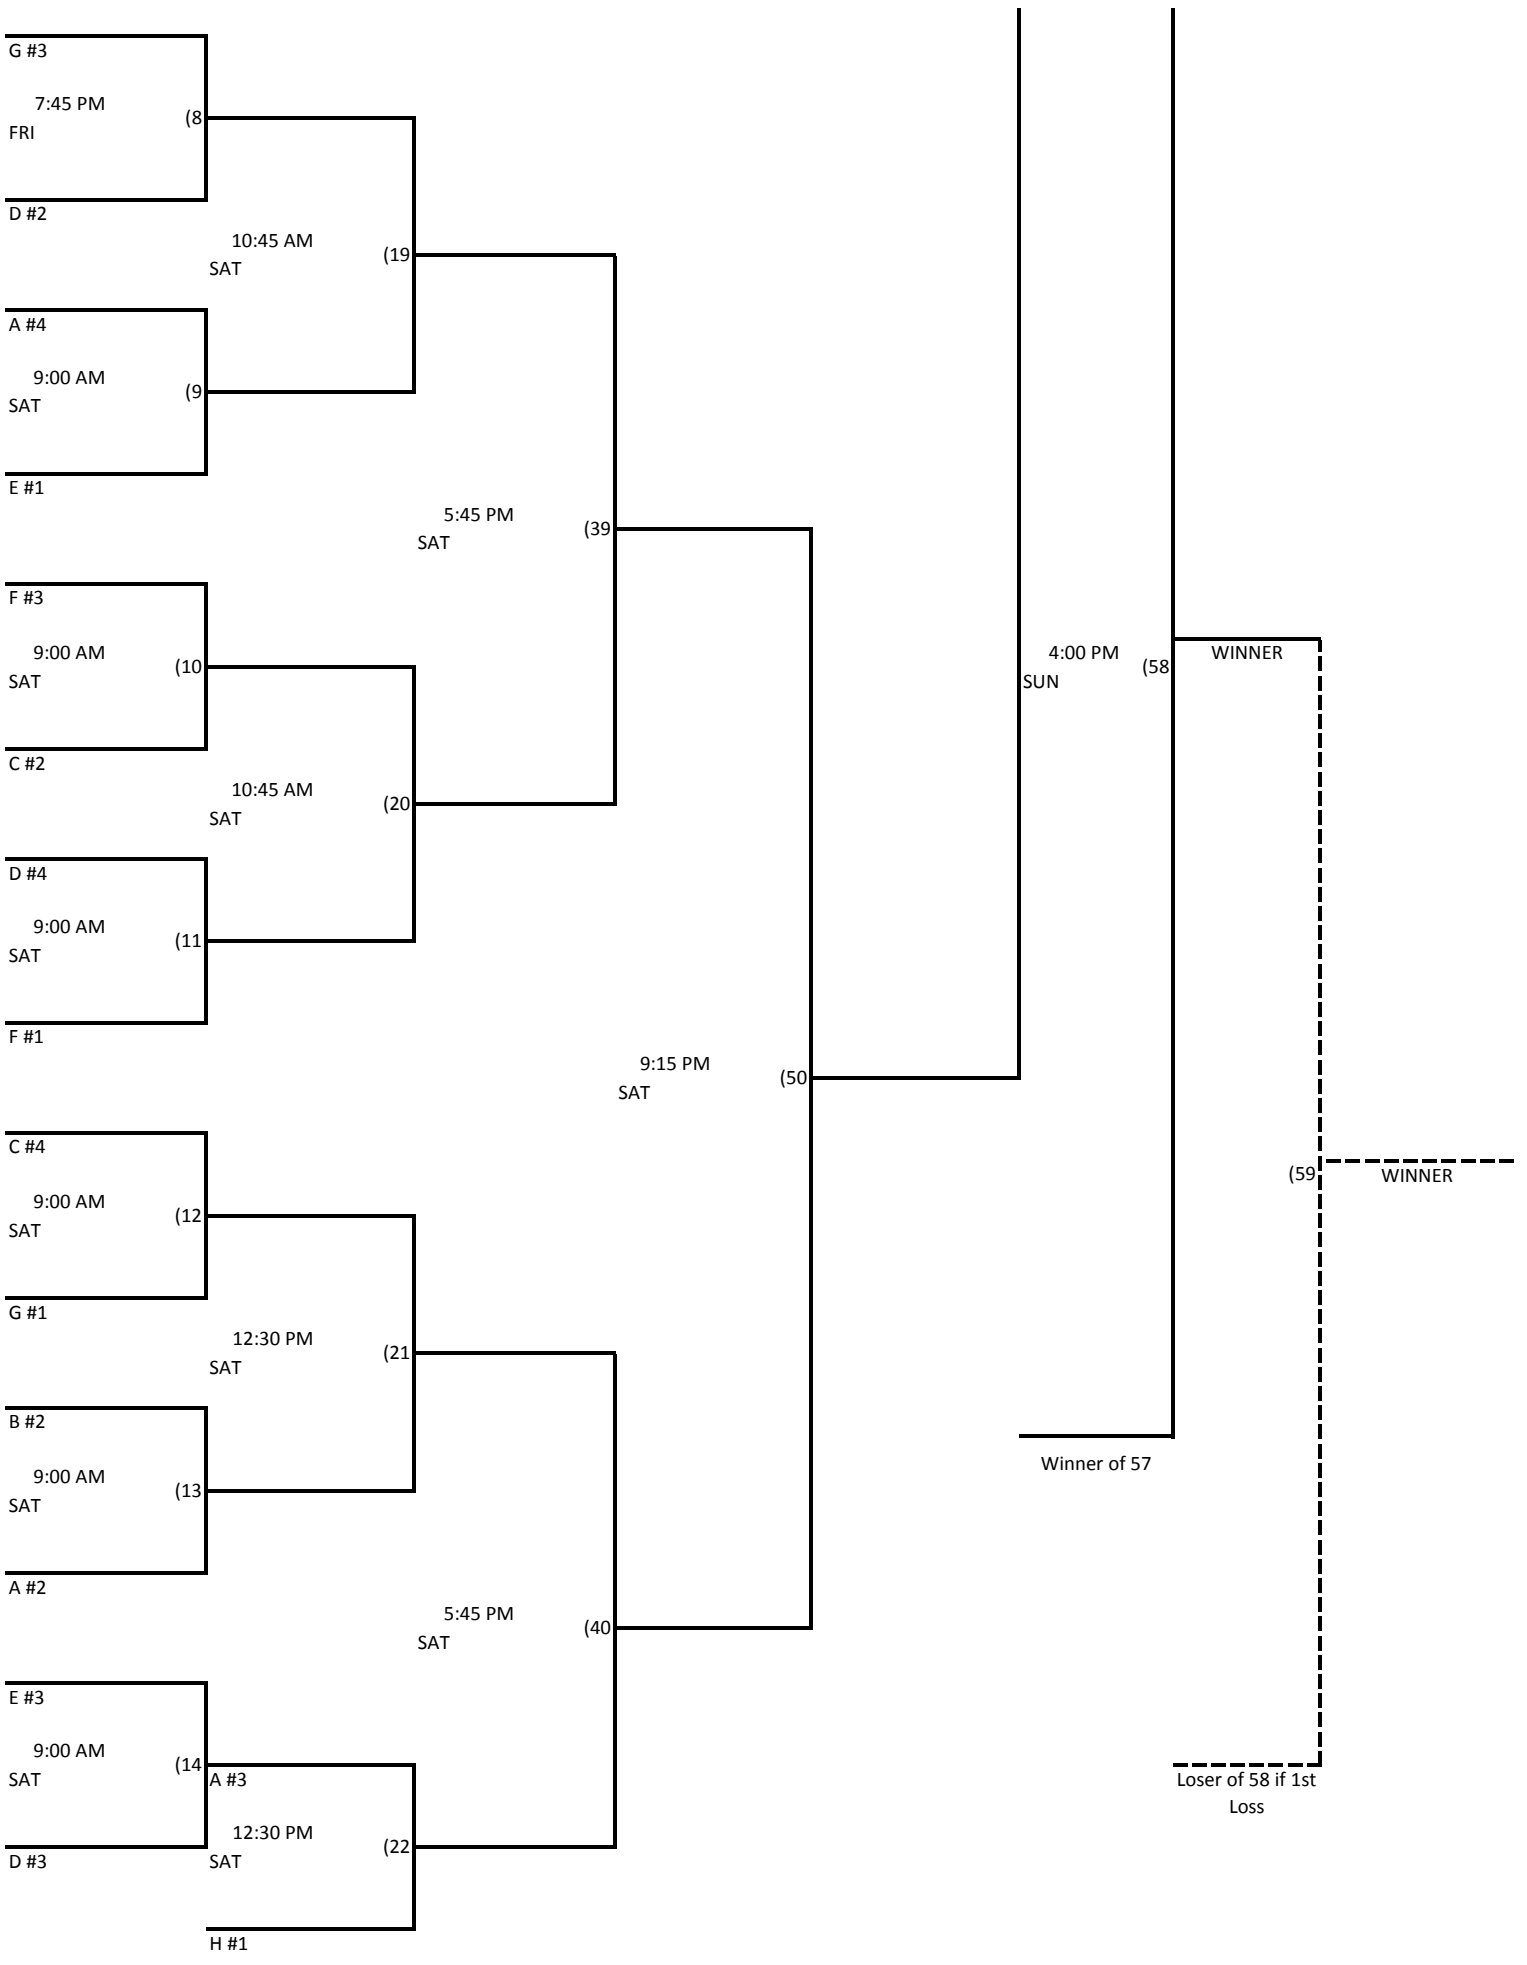 G #3
7:45 PM
(8
FRI
D #2
10:45 AM
(19
SAT
A #4
9:00 AM
(9
SAT
E #1
5:45 PM
(39
SAT
F #3
9:00 AM
(10
SAT
4:00 PM
(58
WINNER
SUN
C #2
10:45 AM
(20
SAT
D #4
9:00 AM
(11
SAT
F #1
9:15 PM
(50
SAT
C #4
9:00 AM
(12
SAT
(59
WINNER
G #1
12:30 PM
(21
SAT
B #2
9:00 AM
(13
SAT
Winner of 57
A #2
5:45 PM
(40
SAT
E #3
9:00 AM
(14
SAT
A #3
Loser of 58 if 1st
Loss
12:30 PM
(22
SAT
D #3
H #1